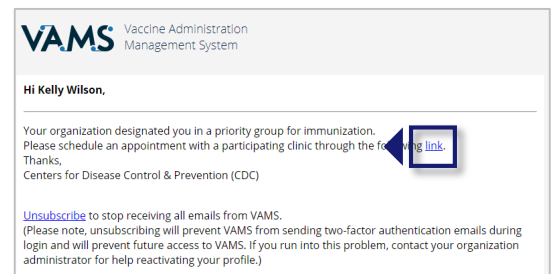 VAMS Vaccine Administration
Management System
Hi Kelly Wilson,
Your organization designated you in a priority group for immunization.
Please schedule an appointment with a participating clinic through the fo wing link.
Thanks,
Centers for Disease Control & Prevention (CDC)
Unsubscribe to stop receiving all emails from VAMS.
(Please note, unsubscribing will prevent VAMS from sending two-factor authentication emails during
login and will prevent future access to VAMS. If you run into this problem, contact your organization
administrator for help reactivating your profile.)